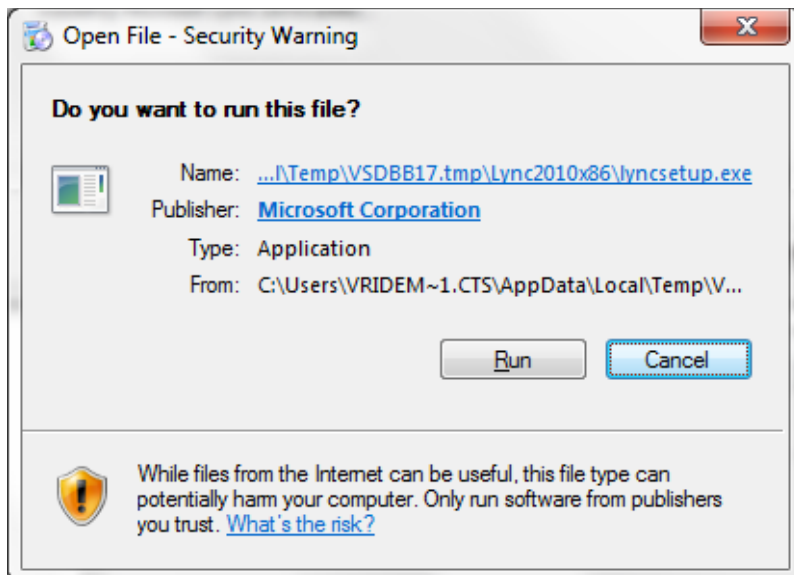 Open File - Security Warning
Do you want to run this file?
Name: ...l\Temp\VSDBB17.tmp\Lync2010x86\lyncsetup.exe
Publisher: Microsoft Corporation
Type: Application
From: C:\Users\VRIDEM~1.CTS\AppData\Local\Temp\V...
Run Cancel
While files from the Internet can be useful, this file type can
potentially harm your computer. Only run software from publishers
you trust. What's the risk?